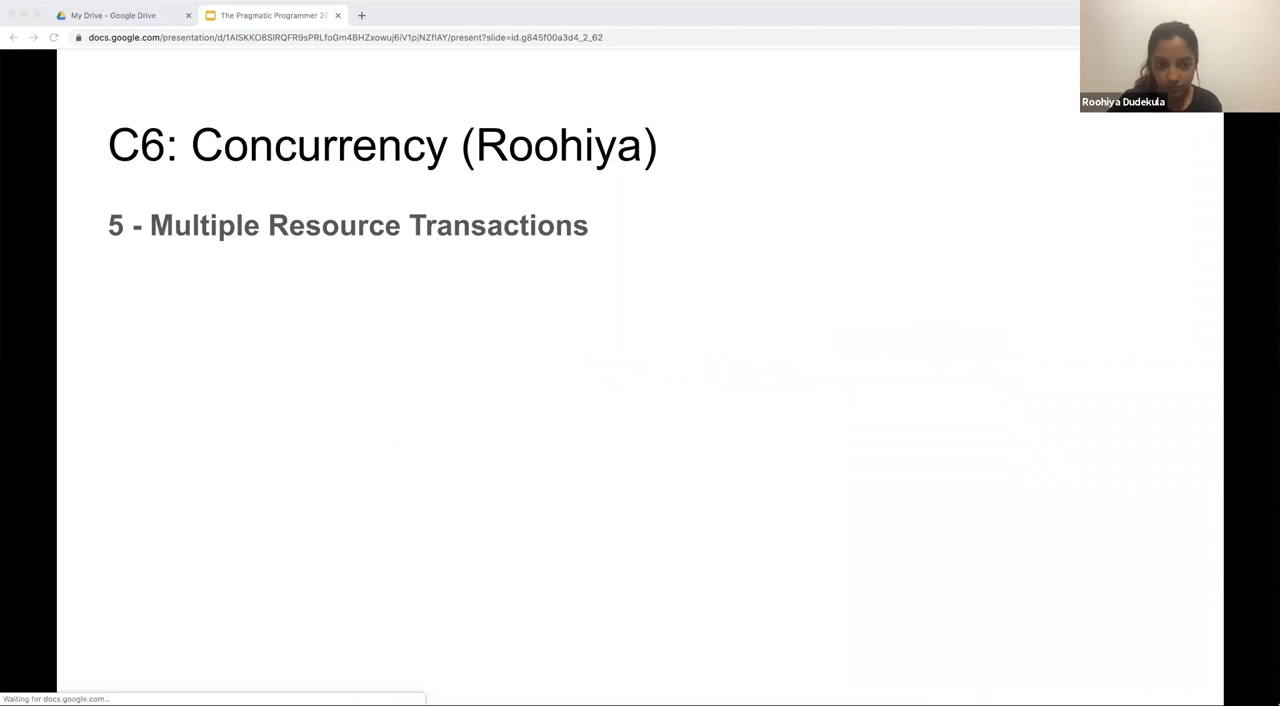 My Drive - Google Drive
The Pragmatic Programmer 20
docs.google.com/presentation/d/1AlSKKO8SlRQFR9sPRLfoGm4BHZxowuj6iV1pjNZflAY/present?slide=id.g845f00a3d4_2_62
Roohiya Dudekula
C6: Concurrency (Roohiya)
5 - Multiple Resource Transactions
Waiting for docs.google.com...